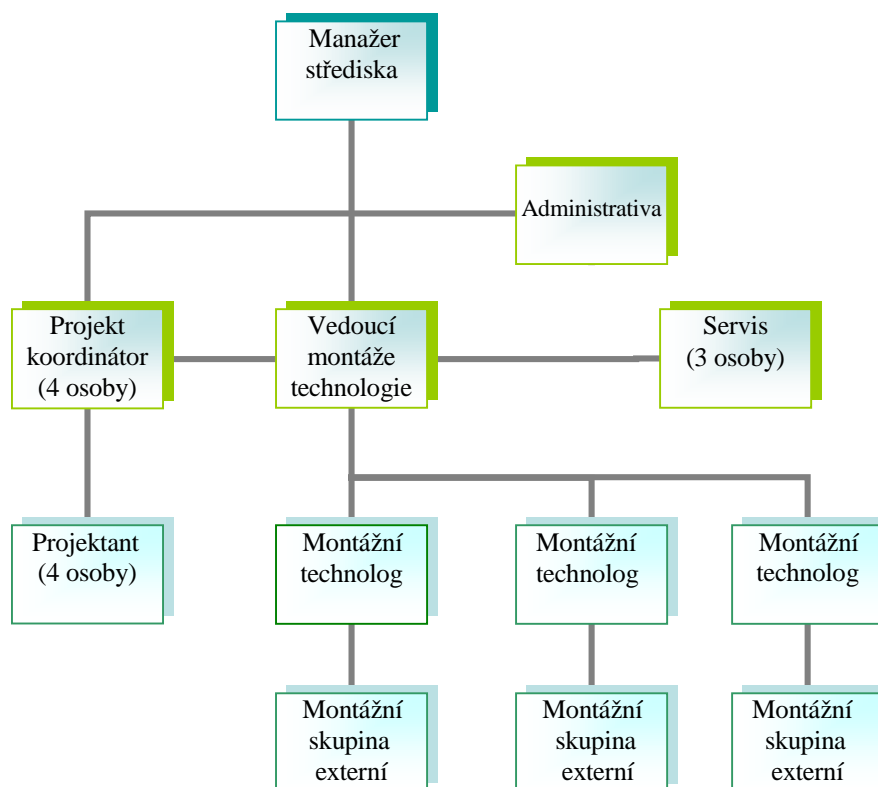 Manažer
střediska
Administrativa
Projekt
koordinátor
(4 osoby)
Vedoucí
montáže
technologie
Servis
(3 osoby)
Projektant
(4 osoby)
Montážní
technolog
Montážní
technolog
Montážní
technolog
Montážní
skupina
externí
Montážní
skupina
externí
Montážní
skupina
externí